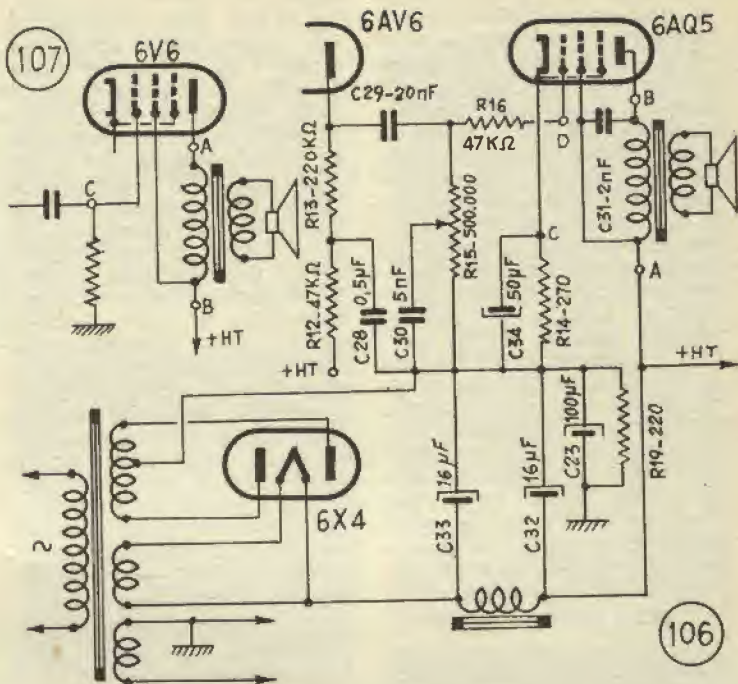 107
6V6
A
C
B
+HT
6AV6
C29-20nF
R13-220KΩ
R12-47KΩ
+HT
C28 0,5µF
C30 5nF
R16
47KΩ
R15-500.000
6AQ5
B
D
C31-2nF
C
A
C34 50µF
R14-270
+HT
C23 100µF
R19-220
C33 16µF
C32 16µF
6X4
106